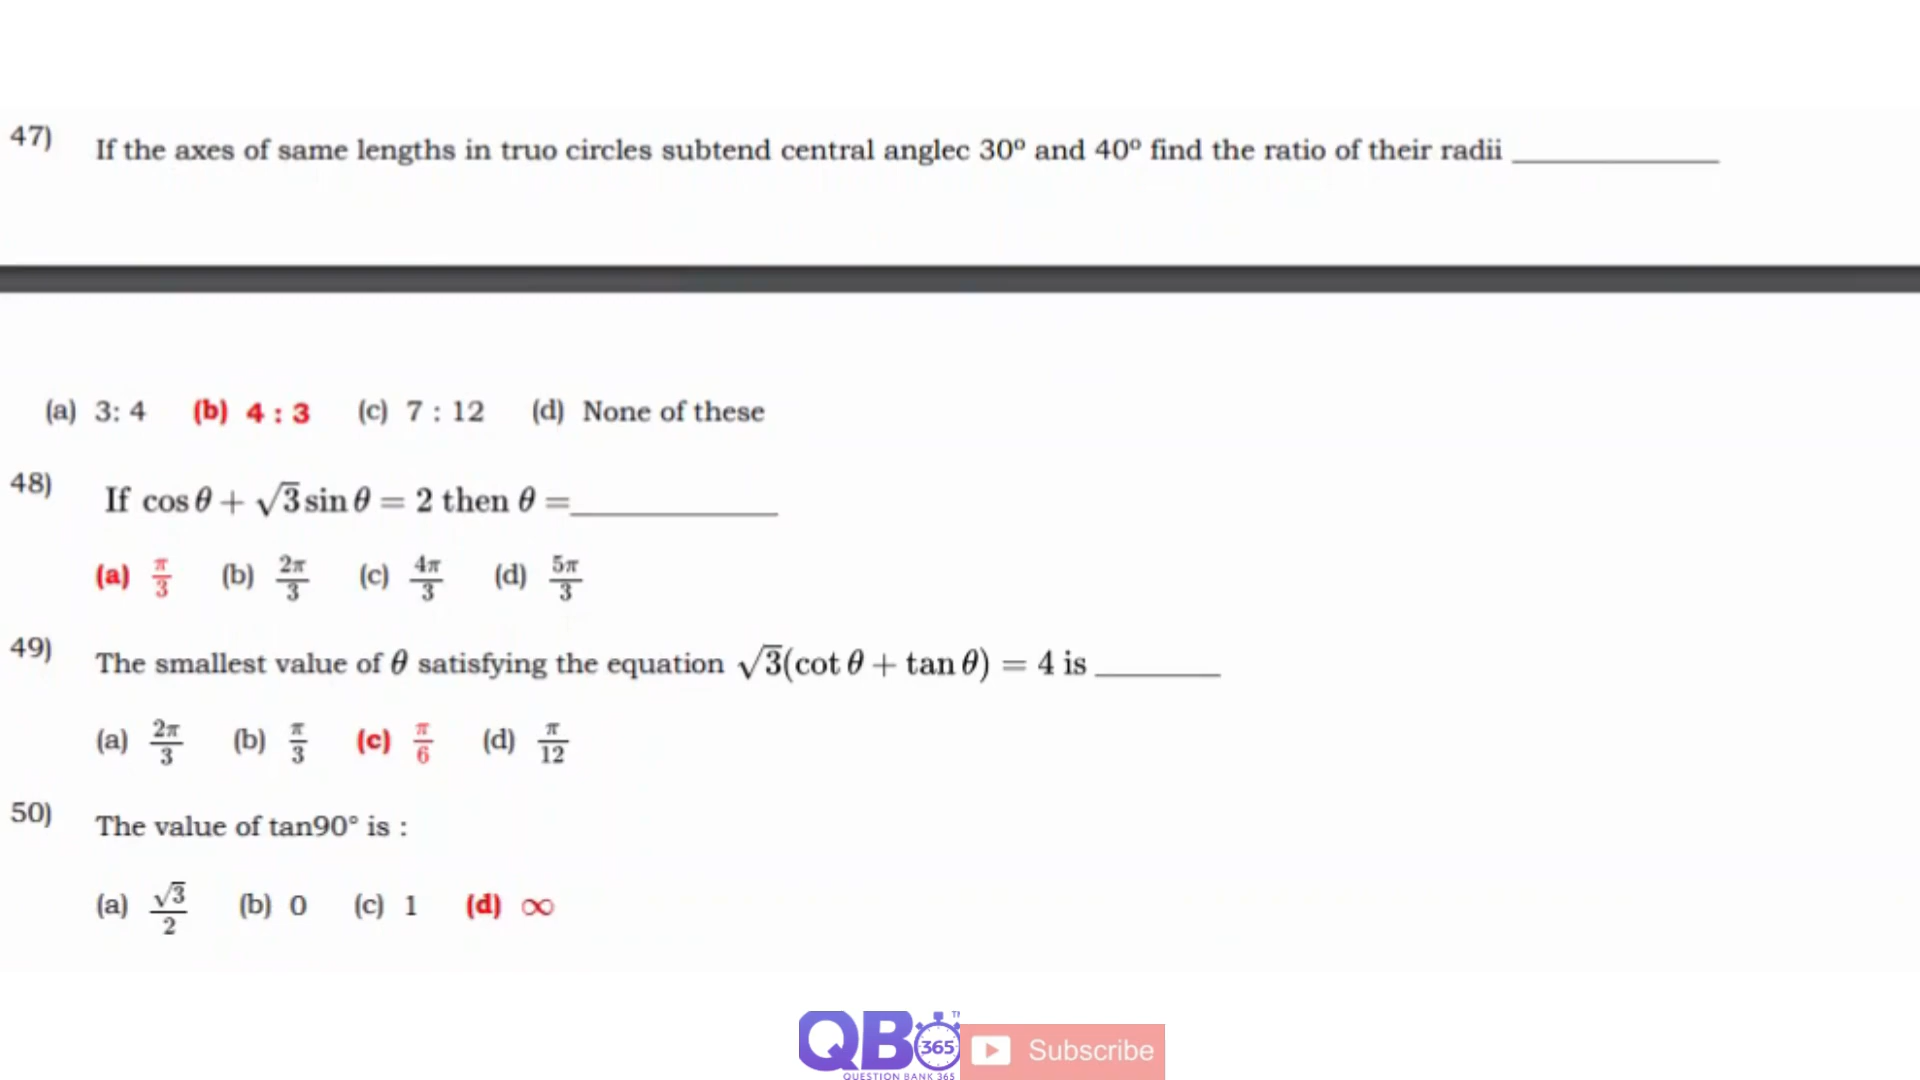 47) If the axes of same lengths in truo circles subtend central anglec 30° and 40° find the ratio of their radii ____________
(a) 3: 4 (b) 4 : 3 (c) 7 : 12 (d) None of these
48) If cos θ + √3 sin θ = 2 then θ =____________
(a) π/3 (b) 2π/3 (c) 4π/3 (d) 5π/3
49) The smallest value of θ satisfying the equation √3(cot θ + tan θ) = 4 is ________
(a) 2π/3 (b) π/3 (c) π/6 (d) π/12
50) The value of tan90° is :
(a) √3/2 (b) 0 (c) 1 (d) ∞
QB 365
QUESTION BANK 365
Subscribe